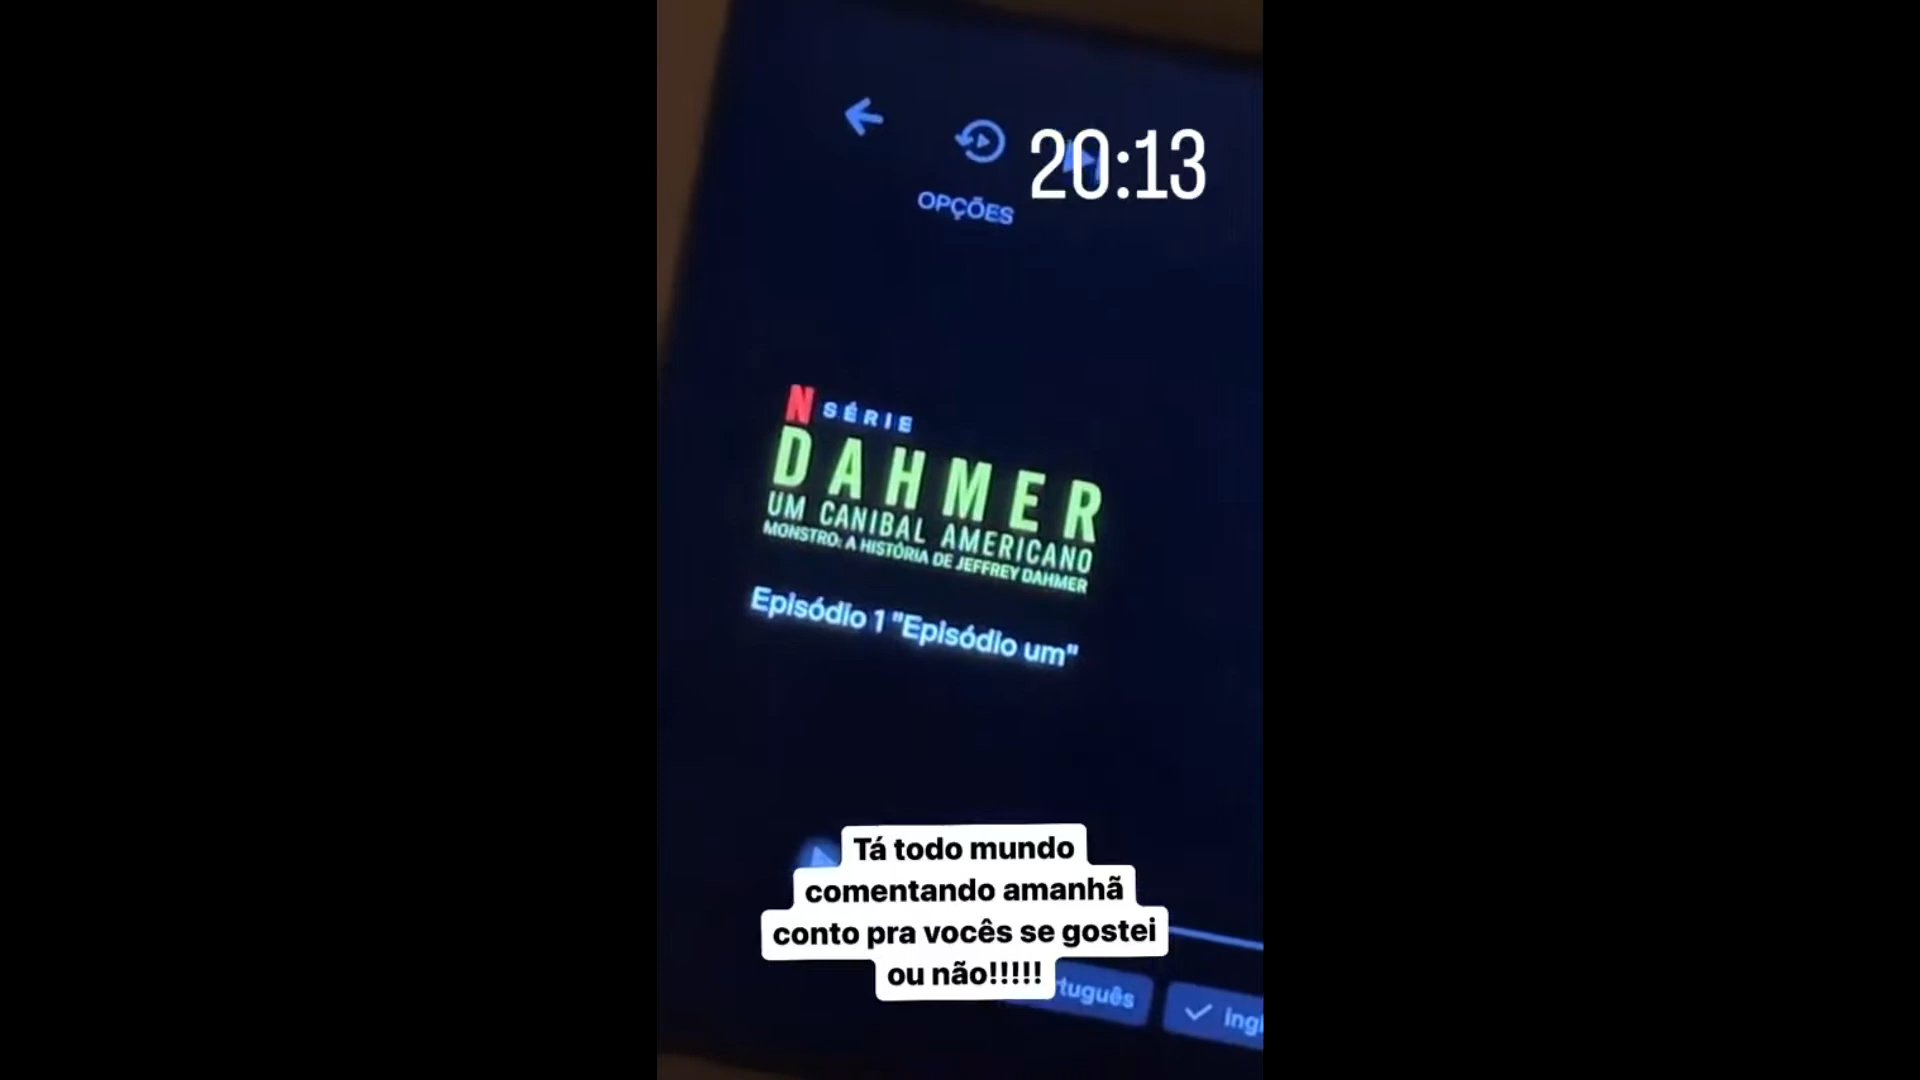 20:13
OPÇÕES
N SÉRIE
DAHMER
UM CANIBAL AMERICANO
MONSTRO: A HISTÓRIA DE JEFFREY DAHMER
Episódio 1 "Episódio um"
Tá todo mundo
comentando amanhã
conto pra vocês se gostei
ou não!!!!!